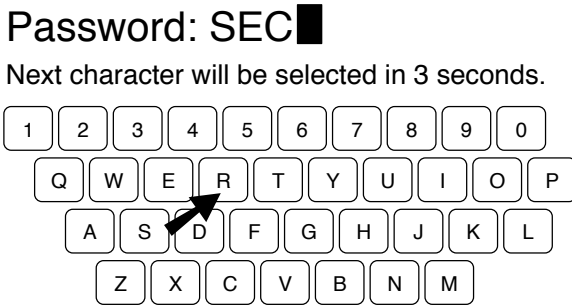 Password: SEC
Next character will be selected in 3 seconds.
1 2 3 4 5 6 7 8 9 0
Q W E R T Y U I O P
A S D F G H J K L
Z X C V B N M